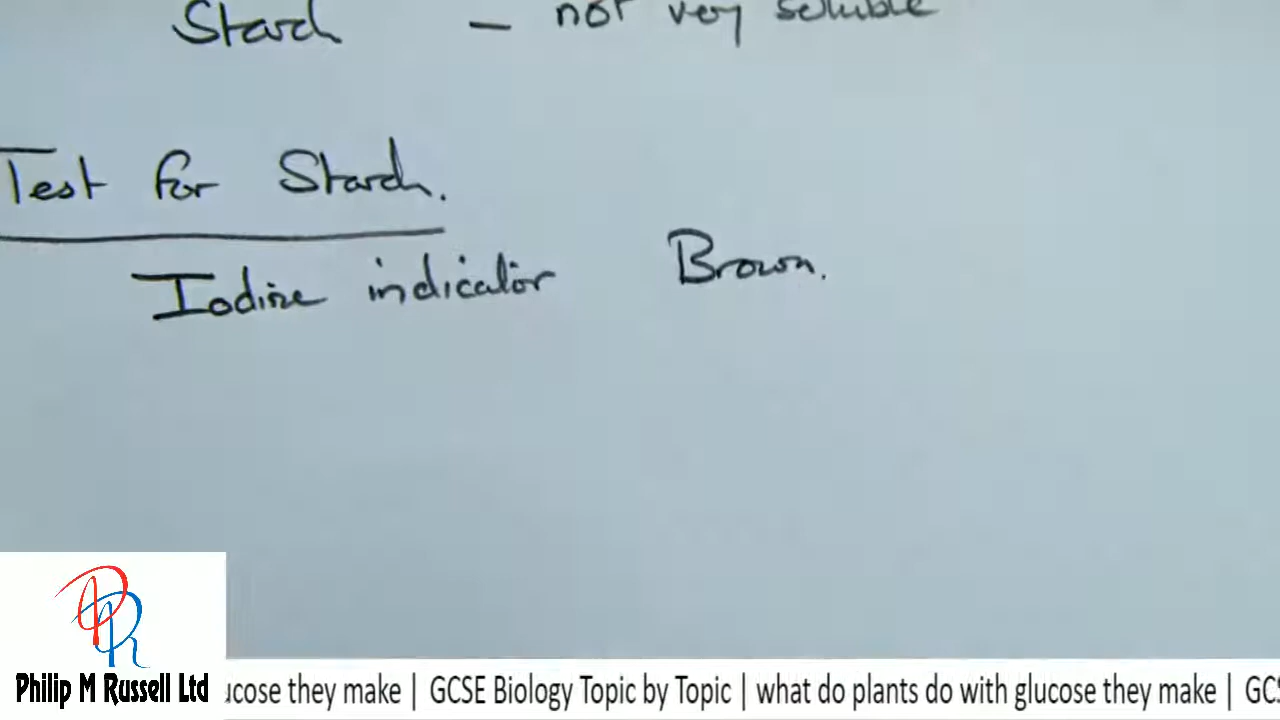 Starch - not very soluble
Test for Starch.
Iodine indicator Brown.
Philip M Russell Ltd
ucose they make | GCSE Biology Topic by Topic | what do plants do with glucose they make | GCS